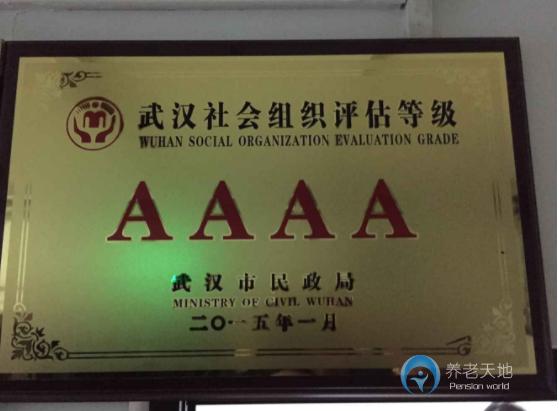 武汉社会组织评估等级
WUHAN SOCIAL ORGANIZATION EVALUATION GRADE
AAAA
武汉市民政局
MINISTRY OF CIVIL WUHAN
二〇一五年一月
养老天地
Pension world